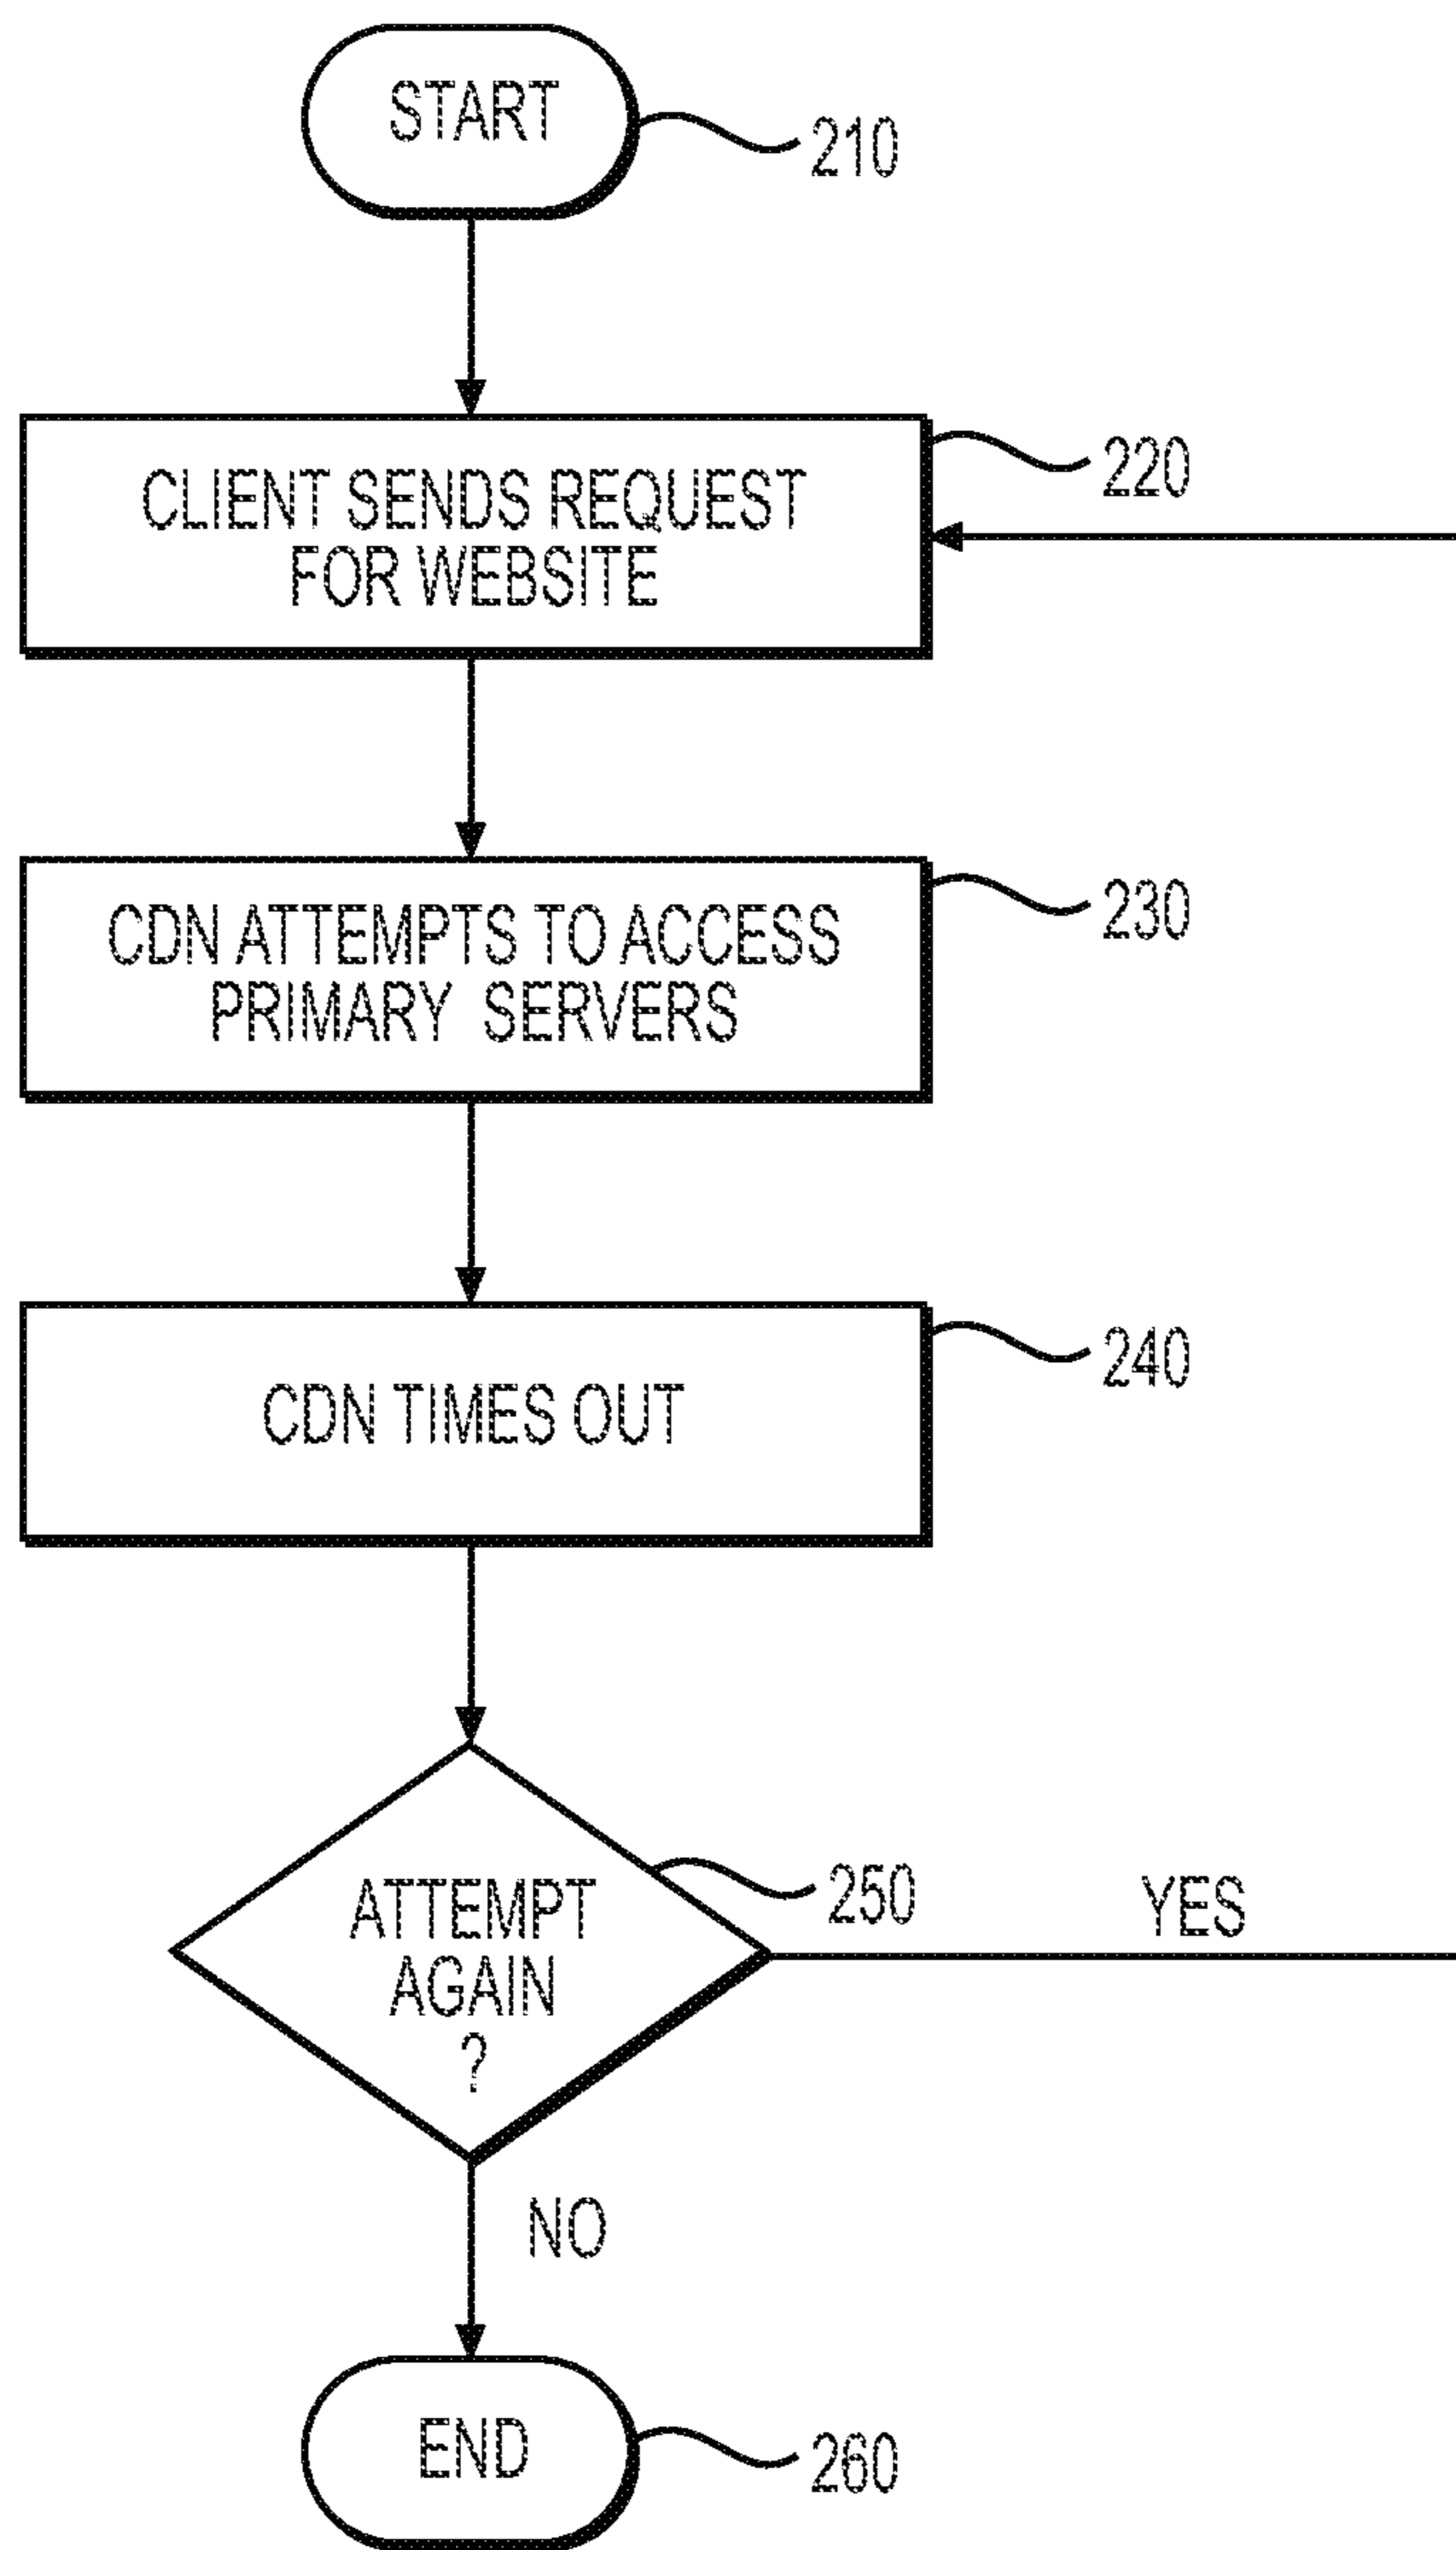 START
210
CLIENT SENDS REQUEST
FOR WEBSITE
220
CDN ATTEMPTS TO ACCESS
PRIMARY SERVERS
230
CDN TIMES OUT
240
ATTEMPT
AGAIN
?
250
YES
NO
END
260